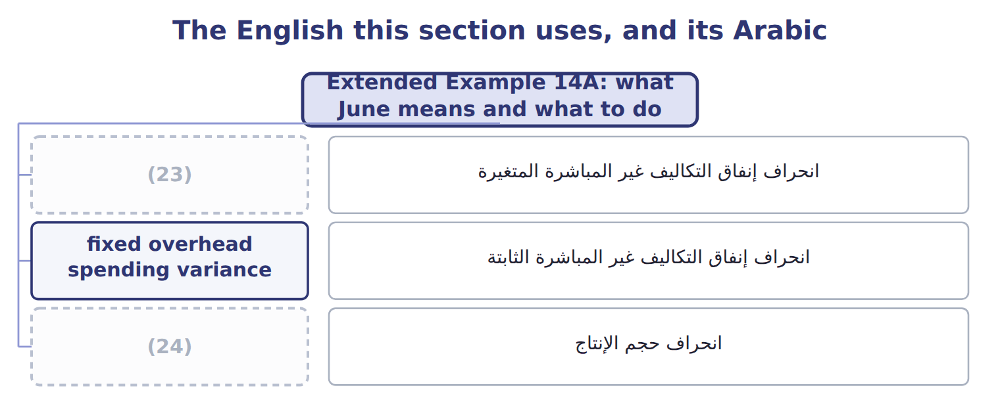 The English this section uses, and its Arabic
Extended Example 14A: what
June means and what to do
(23)
انحراف إنفاق التكاليف غير المباشرة المتغيرة
fixed overhead
spending variance
انحراف إنفاق التكاليف غير المباشرة الثابتة
(24)
انحراف حجم الإنتاج